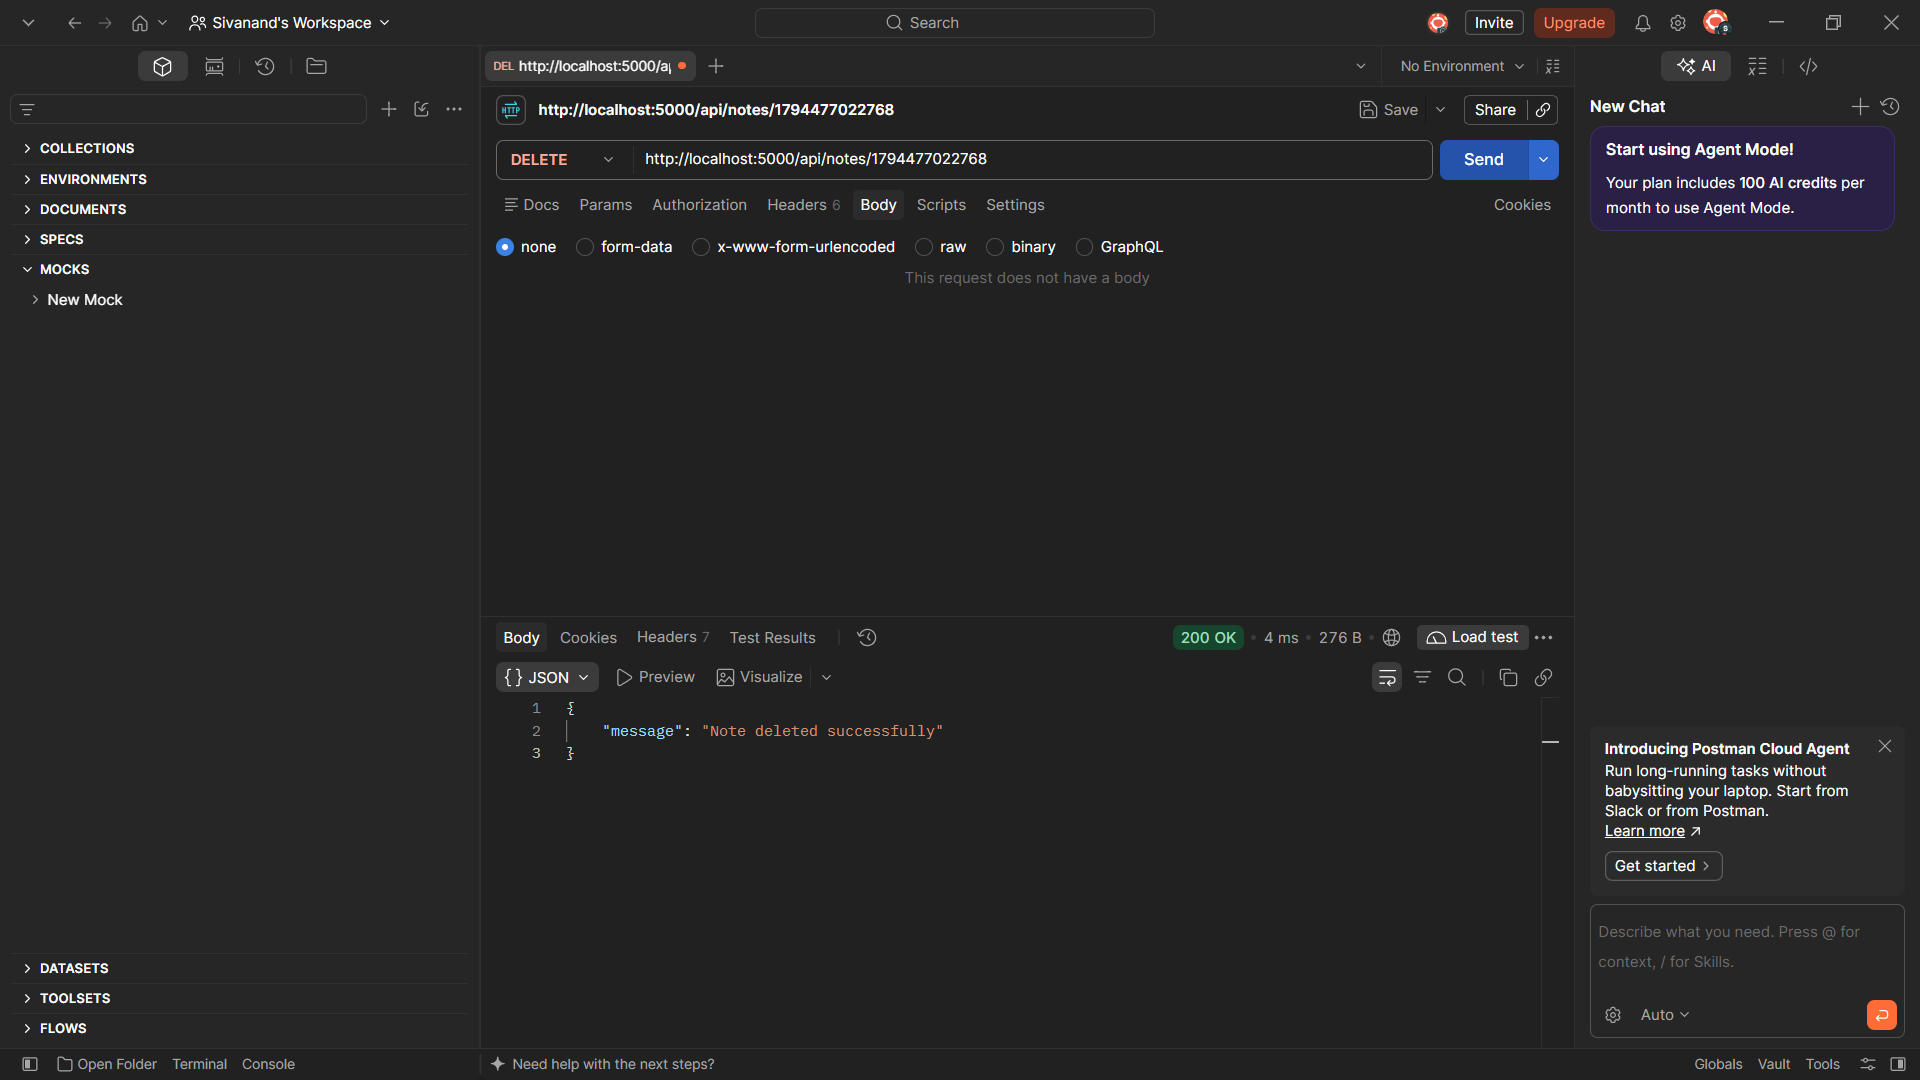 Sivanand's Workspace
Search
Invite
Upgrade
DEL http://localhost:5000/a
No Environment
AI
http://localhost:5000/api/notes/1794477022768
Save
Share
New Chat
COLLECTIONS
ENVIRONMENTS
DOCUMENTS
SPECS
MOCKS
New Mock
DELETE
http://localhost:5000/api/notes/1794477022768
Send
Docs
Params
Authorization
Headers 6
Body
Scripts
Settings
Cookies
none
form-data
x-www-form-urlencoded
raw
binary
GraphQL
This request does not have a body
Start using Agent Mode!
Your plan includes 100 AI credits per
month to use Agent Mode.
Body
Cookies
Headers 7
Test Results
200 OK
4 ms
276 B
Load test
{} JSON
Preview
Visualize
1 {
2 "message": "Note deleted successfully"
3 }
Introducing Postman Cloud Agent
Run long-running tasks without
babysitting your laptop. Start from
Slack or from Postman.
Learn more
Get started
Describe what you need. Press @ for
context, / for Skills.
Auto
DATASETS
TOOLSETS
FLOWS
Open Folder
Terminal
Console
Need help with the next steps?
Globals
Vault
Tools